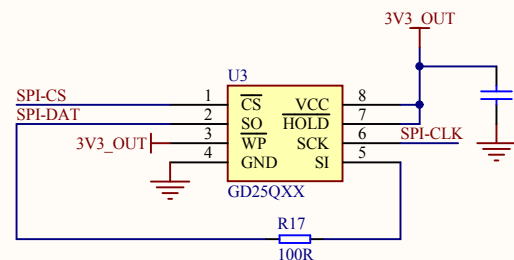 3V3_OUT
U3
SPI-CS 1 CS VCC 8
SPI-DAT 2 SO HOLD 7
3V3_OUT 3 WP SCK 6 SPI-CLK
4 GND SI 5
GD25QXX
R17
100R